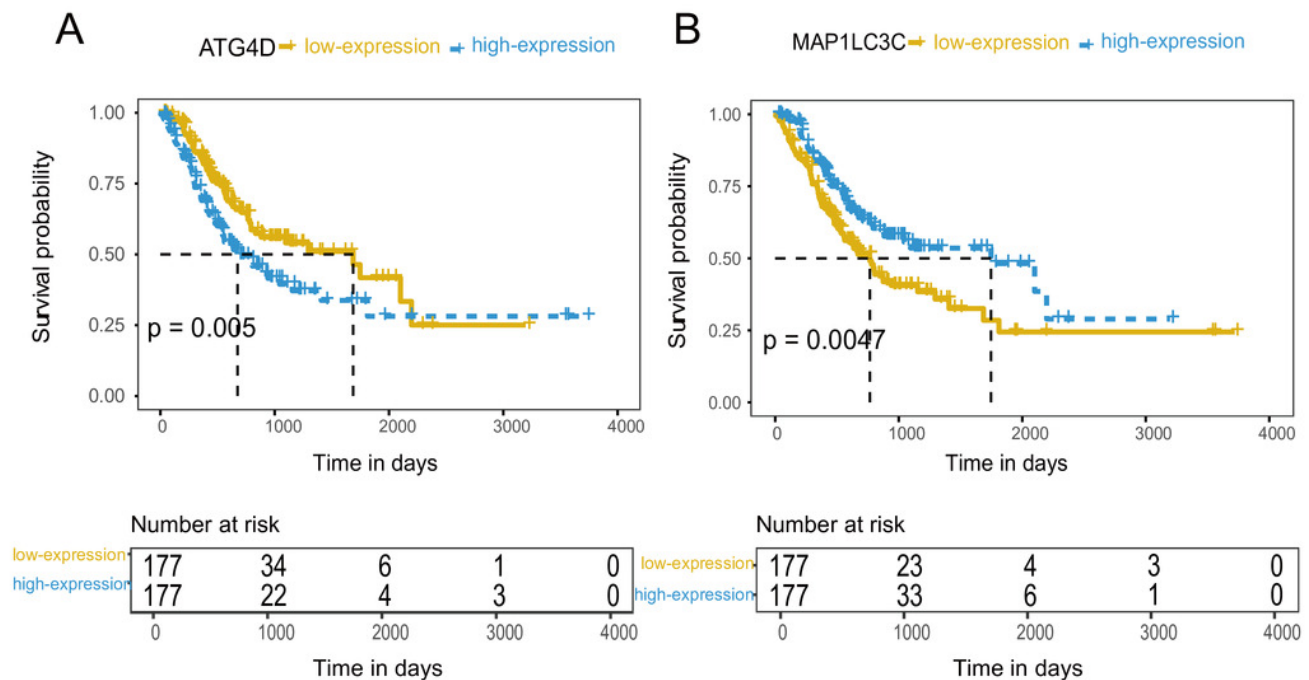 A
ATG4D low-expression high-expression
Survival probability
1.00
0.75
0.50
0.25
0.00
p = 0.005
0 1000 2000 3000 4000
Time in days
Number at risk
low-expression 177 34 6 1 0
high-expression 177 22 4 3 0
0 1000 2000 3000 4000
Time in days
B
MAP1LC3C low-expression high-expression
Survival probability
1.00
0.75
0.50
0.25
0.00
p = 0.0047
0 1000 2000 3000 4000
Time in days
Number at risk
low-expression 177 23 4 3 0
high-expression 177 33 6 1 0
0 1000 2000 3000 4000
Time in days